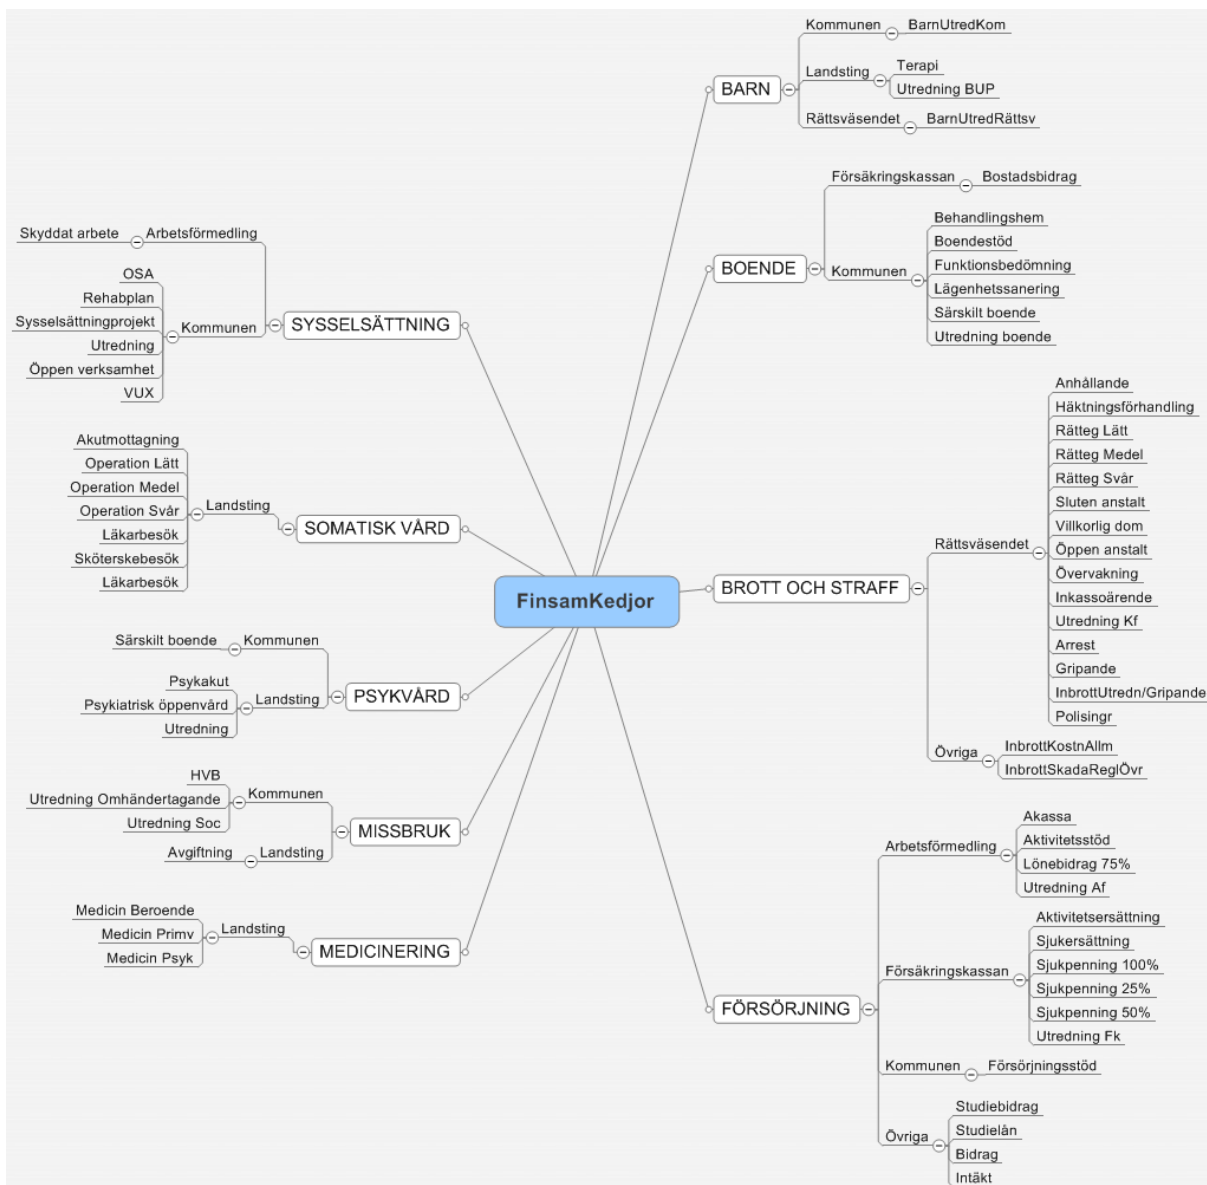 FinsamKedjor
BARN
Kommunen
BarnUtredKom
Landsting
Terapi
Utredning BUP
Rättsväsendet
BarnUtredRättsv
BOENDE
Försäkringskassan
Bostadsbidrag
Kommunen
Behandlingshem
Boendestöd
Funktionsbedömning
Lägenhetssanering
Särskilt boende
Utredning boende
BROTT OCH STRAFF
Rättsväsendet
Anhållande
Häktningsförhandling
Rätteg Lätt
Rätteg Medel
Rätteg Svår
Sluten anstalt
Villkorlig dom
Öppen anstalt
Övervakning
Inkassoärende
Utredning Kf
Arrest
Gripande
InbrottUtredn/Gripande
Polisingr
Övriga
InbrottKostnAllm
InbrottSkadaReglÖvr
FÖRSÖRJNING
Arbetsförmedling
Akassa
Aktivitetsstöd
Lönebidrag 75%
Utredning Af
Försäkringskassan
Aktivitetsersättning
Sjukersättning
Sjukpenning 100%
Sjukpenning 25%
Sjukpenning 50%
Utredning Fk
Kommunen
Försörjningsstöd
Övriga
Studiebidrag
Studielån
Bidrag
Intäkt
SYSSELSÄTTNING
Arbetsförmedling
Skyddat arbete
Kommunen
OSA
Rehabplan
Sysselsättningprojekt
Utredning
Öppen verksamhet
VUX
SOMATISK VÅRD
Landsting
Akutmottagning
Operation Lätt
Operation Medel
Operation Svår
Läkarbesök
Sköterskebesök
Läkarbesök
PSYKVÅRD
Kommunen
Särskilt boende
Landsting
Psykakut
Psykiatrisk öppenvård
Utredning
MISSBRUK
Kommunen
HVB
Utredning Omhändertagande
Utredning Soc
Landsting
Avgiftning
MEDICINERING
Landsting
Medicin Beroende
Medicin Primv
Medicin Psyk